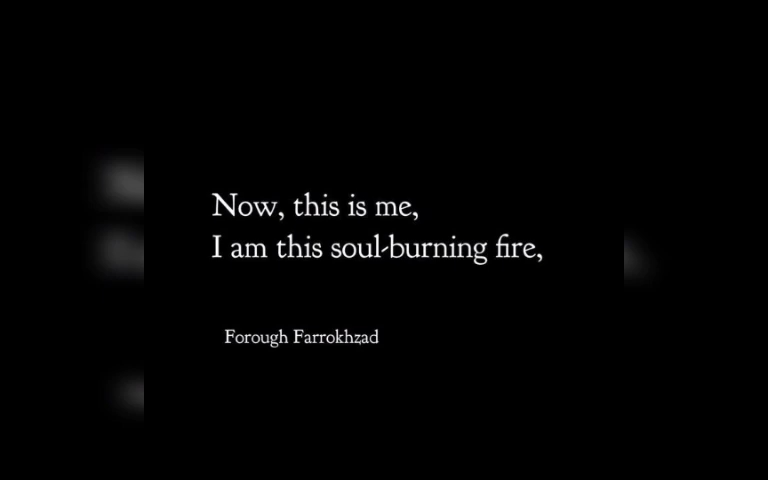 Now, this is me,
I am this soul-burning fire,
Forough Farrokhzad